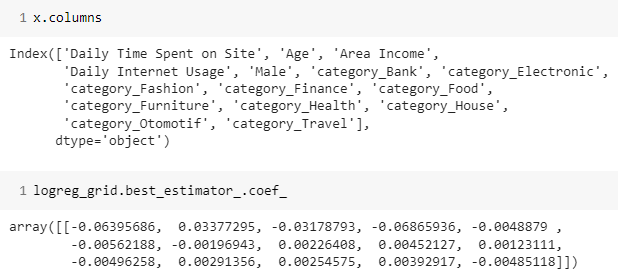 1 x.columns
Index(['Daily Time Spent on Site', 'Age', 'Area Income',
'Daily Internet Usage', 'Male', 'category_Bank', 'category_Electronic',
'category_Fashion', 'category_Finance', 'category_Food',
'category_Furniture', 'category_Health', 'category_House',
'category_Otomotif', 'category_Travel'],
dtype='object')
1 logreg_grid.best_estimator_.coef_
array([[-0.06395686, 0.03377295, -0.03178793, -0.06865936, -0.0048879 ,
-0.00562188, -0.00196943, 0.00226408, 0.00452127, 0.00123111,
-0.00496258, 0.00291356, 0.00254575, 0.00392917, -0.00485118]])